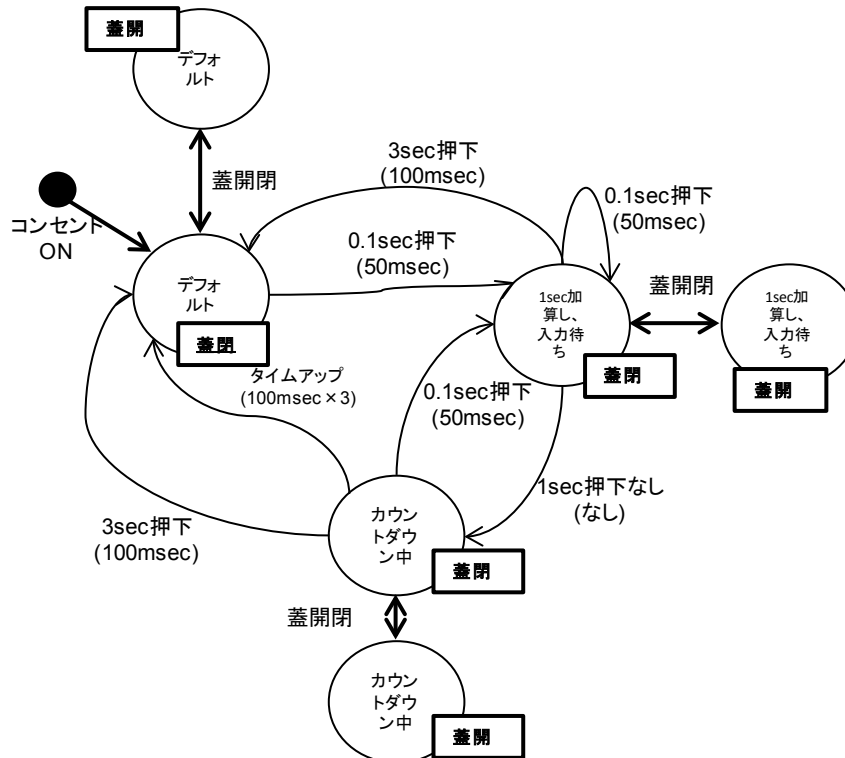 蓋開
デフォ
ルト
蓋開閉
コンセント
ON
3sec押下
(100msec)
0.1sec押下
(50msec)
0.1sec押下
(50msec)
デフォ
ルト
蓋閉
1sec加
算し、
入力待
ち
蓋閉
蓋開閉
1sec加
算し、
入力待
ち
蓋開
タイムアップ
(100msec×3)
0.1sec押下
(50msec)
1sec押下なし
(なし)
3sec押下
(100msec)
カウン
トダウ
ン中
蓋閉
蓋開閉
カウン
トダウ
ン中
蓋開